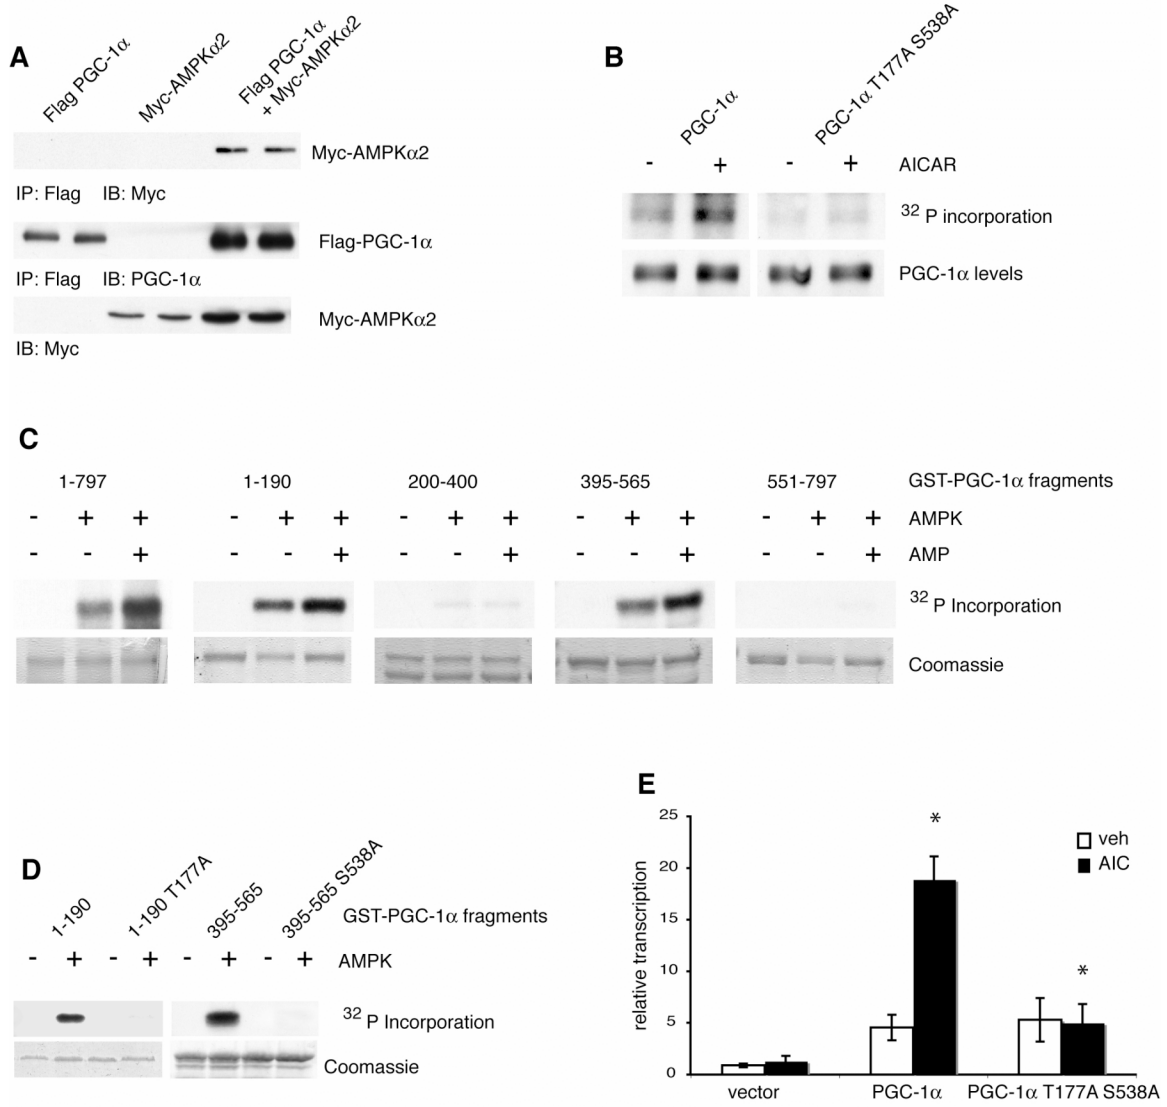 A
Flag PGC-1α
Myc-AMPKα2
Flag PGC-1α
+ Myc-AMPKα2
Myc-AMPKα2
IP: Flag IB: Myc
Flag-PGC-1α
IP: Flag IB: PGC-1α
Myc-AMPKα2
IB: Myc
B
PGC-1α
PGC-1α T177A S538A
- + - + AICAR
32 P incorporation
PGC-1α levels
C
1-797 1-190 200-400 395-565 551-797 GST-PGC-1α fragments
- + + - + + - + + - + + - + + AMPK
- - + - - + - - + - - + - - + AMP
32 P Incorporation
Coomassie
D
1-190
1-190 T177A
395-565
395-565 S538A
GST-PGC-1α fragments
- + - + - + - + AMPK
32 P Incorporation
Coomassie
E
relative transcription
25
20
15
10
5
0
*
*
veh
AIC
vector PGC-1α PGC-1α T177A S538A